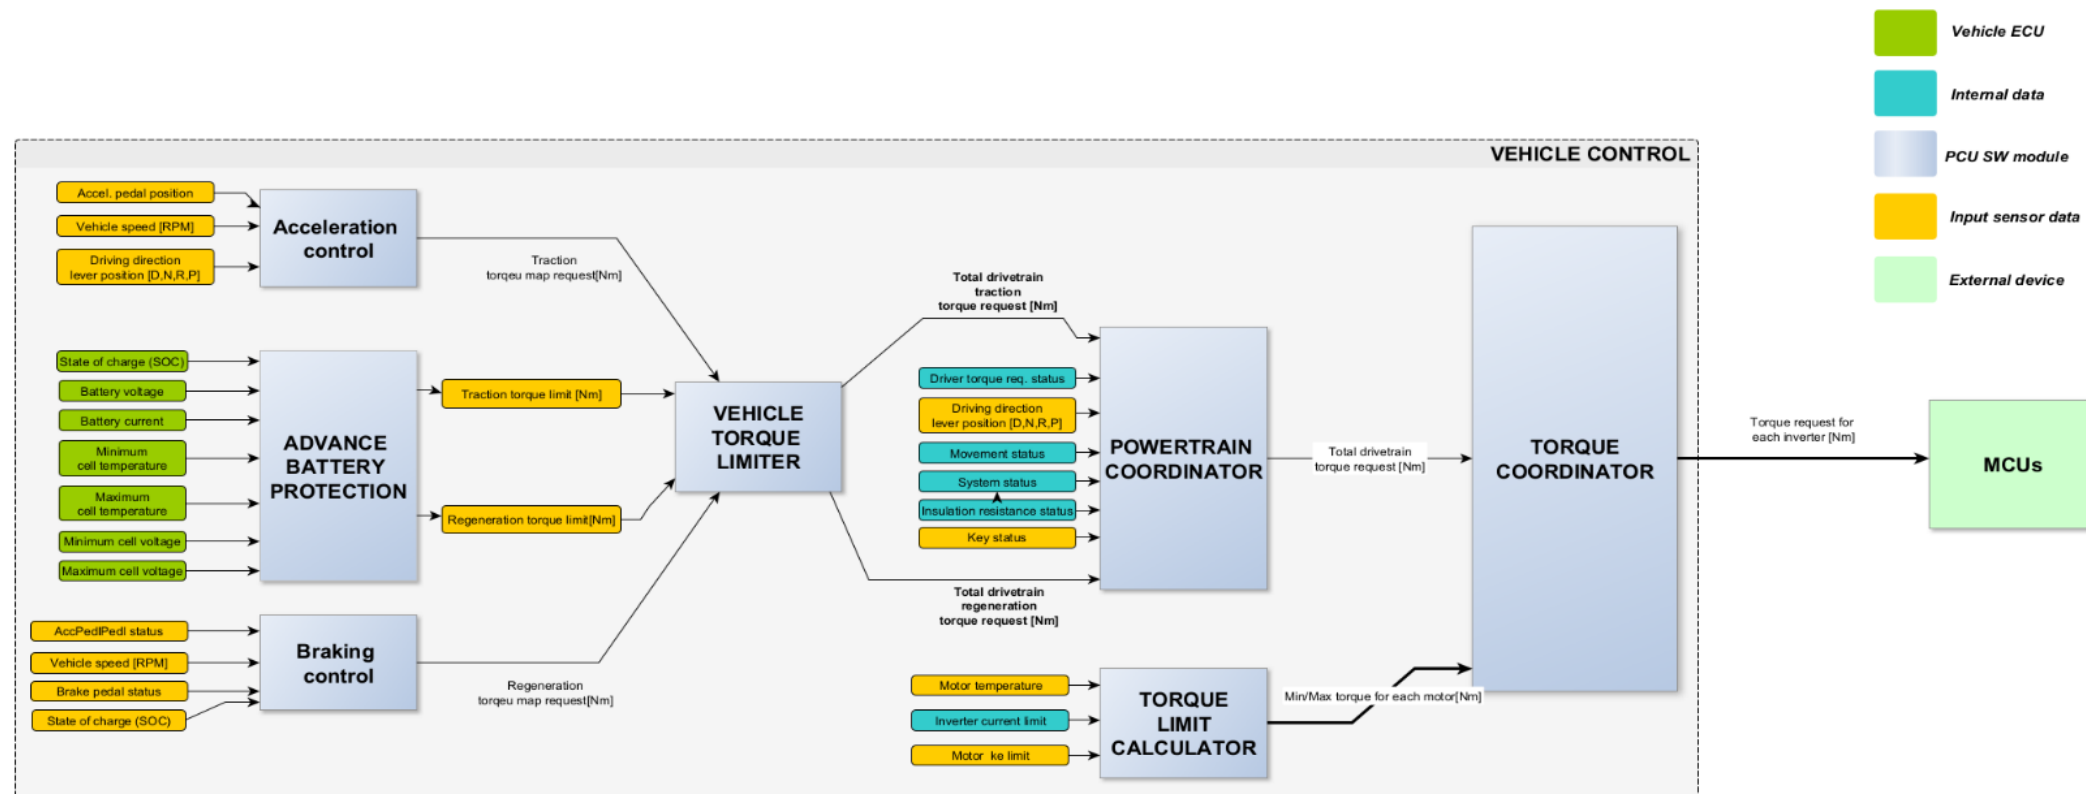 Vehicle ECU
Internal data
PCU SW module
Input sensor data
External device
VEHICLE CONTROL
Accel. pedal position
Vehicle speed [RPM]
Driving direction
lever position [D,N,R,P]
Acceleration
control
Traction
torqeu map request[Nm]
State of charge (SOC)
Battery voltage
Battery current
Minimum
cell temperature
Maximum
cell temperature
Minimum cell voltage
Maximum cell voltage
ADVANCE
BATTERY
PROTECTION
Traction torque limit [Nm]
Regeneration torque limit[Nm]
AccPedlPedl status
Vehicle speed [RPM]
Brake pedal status
State of charge (SOC)
Braking
control
Regeneration
torqeu map request[Nm]
VEHICLE
TORQUE
LIMITER
Total drivetrain
traction
torque request [Nm]
Driver torque req. status
Driving direction
lever position [D,N,R,P]
Movement status
System status
Insulation resistance status
Key status
Total drivetrain
regeneration
torque request [Nm]
POWERTRAIN
COORDINATOR
Total drivetrain
torque request [Nm]
Motor temperature
Inverter current limit
Motor ke limit
TORQUE
LIMIT
CALCULATOR
Min/Max torque for each motor[Nm]
TORQUE
COORDINATOR
Torque request for
each inverter [Nm]
MCUs